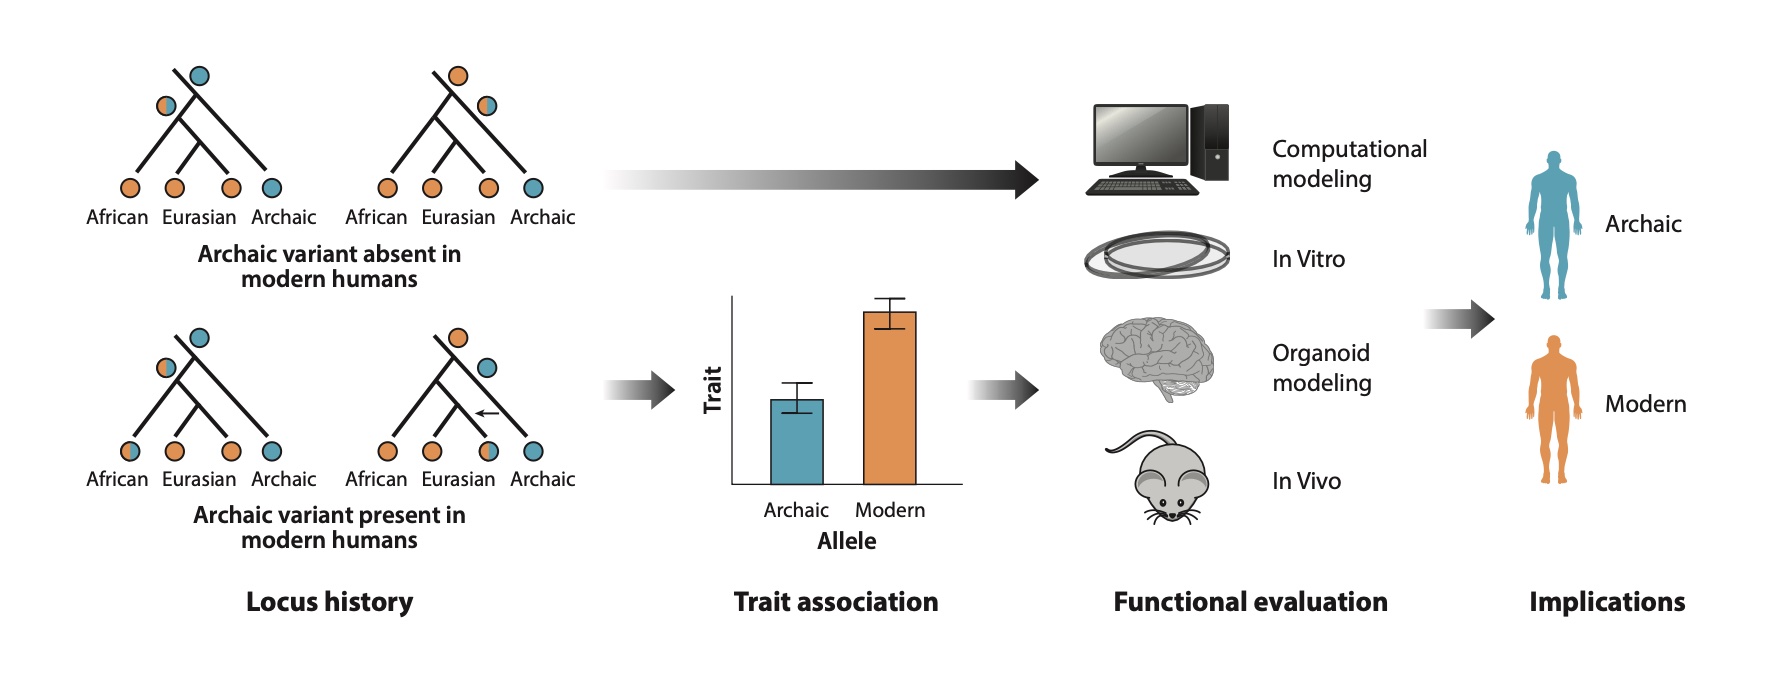 African Eurasian Archaic
African Eurasian Archaic
Archaic variant absent in
modern humans
African Eurasian Archaic
African Eurasian Archaic
Archaic variant present in
modern humans
Locus history
Trait
Archaic Modern
Allele
Trait association
Computational
modeling
In Vitro
Organoid
modeling
In Vivo
Functional evaluation
Archaic
Modern
Implications